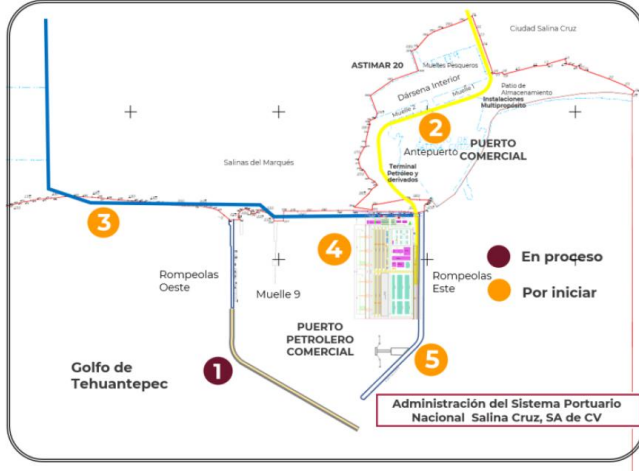 Ciudad Salina Cruz
ASTIMAR 20
Muelles Pesqueros
Dársena Interior
Patio de
Almacenamiento
Muelle 1
Instalaciones
Multipropósito
Muelle 2
2
Antepuerto
PUERTO
COMERCIAL
Salinas del Marqués
Terminal
Petróleo y
derivados
3
4
En proceso
Rompeolas
Oeste
Muelle 9
Rompeolas
Este
Por iniciar
PUERTO
PETROLERO
COMERCIAL
1
5
Golfo de
Tehuantepec
Administración del Sistema Portuario
Nacional Salina Cruz, SA de CV